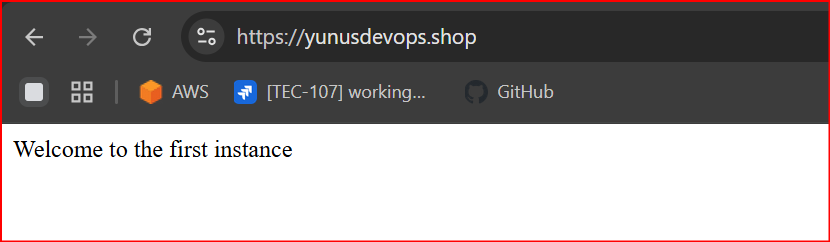 https://yunusdevops.shop
AWS
[TEC-107] working...
GitHub
Welcome to the first instance